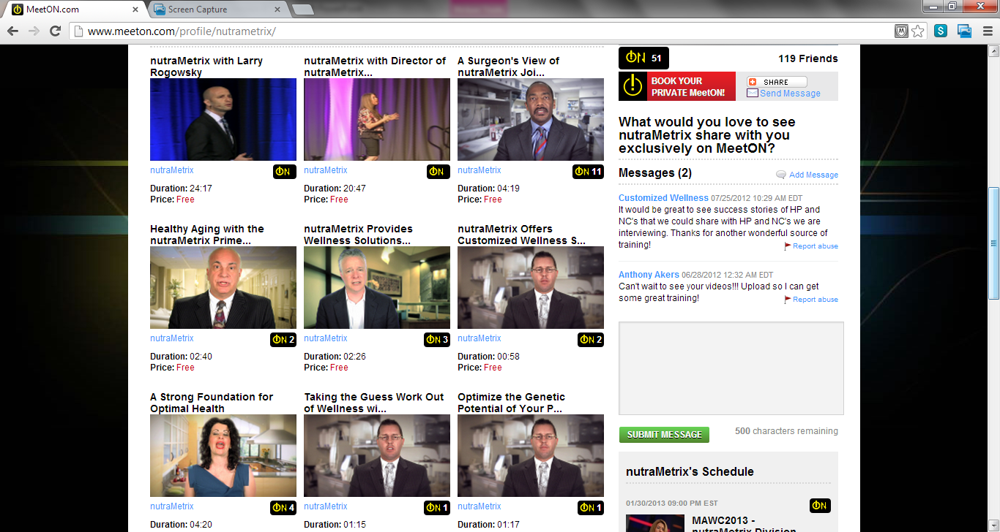 MeetON.com
Screen Capture
www.meeton.com/profile/nutrametrix/
nutraMetrix with Larry
Rogowsky
nutraMetrix
ON
Duration: 24:17
Price: Free
nutraMetrix with Director of
nutraMetrix...
nutraMetrix
ON
Duration: 20:47
Price: Free
A Surgeon's View of
nutraMetrix Joi...
nutraMetrix
ON 11
Duration: 04:19
Price: Free
Healthy Aging with the
nutraMetrix Prime...
nutraMetrix
ON 2
Duration: 02:40
Price: Free
nutraMetrix Provides
Wellness Solutions...
nutraMetrix
ON 3
Duration: 02:26
Price: Free
nutraMetrix Offers
Customized Wellness S...
nutraMetrix
ON 2
Duration: 00:58
Price: Free
A Strong Foundation for
Optimal Health
nutraMetrix
ON 4
Duration: 04:20
Taking the Guess Work Out
of Wellness wi...
nutraMetrix
ON 1
Duration: 01:15
Optimize the Genetic
Potential of Your P...
nutraMetrix
ON 1
Duration: 01:17
ON 51
119 Friends
BOOK YOUR
PRIVATE MeetON!
SHARE
Send Message
What would you love to see
nutraMetrix share with you
exclusively on MeetON?
Messages (2)
Add Message
Customized Wellness 07/25/2012 10:29 AM EDT
It would be great to see success stories of HP and
NC's that we could share with HP and NC's we are
interviewing. Thanks for another wonderful source of
training!
Report abuse
Anthony Akers 06/28/2012 12:32 AM EDT
Can't wait to see your videos!!! Upload so I can get
some great training!
Report abuse
SUBMIT MESSAGE
500 characters remaining
nutraMetrix's Schedule
01/30/2013 09:00 PM EST
ON
MAWC2013 -
nutraMetrix Division